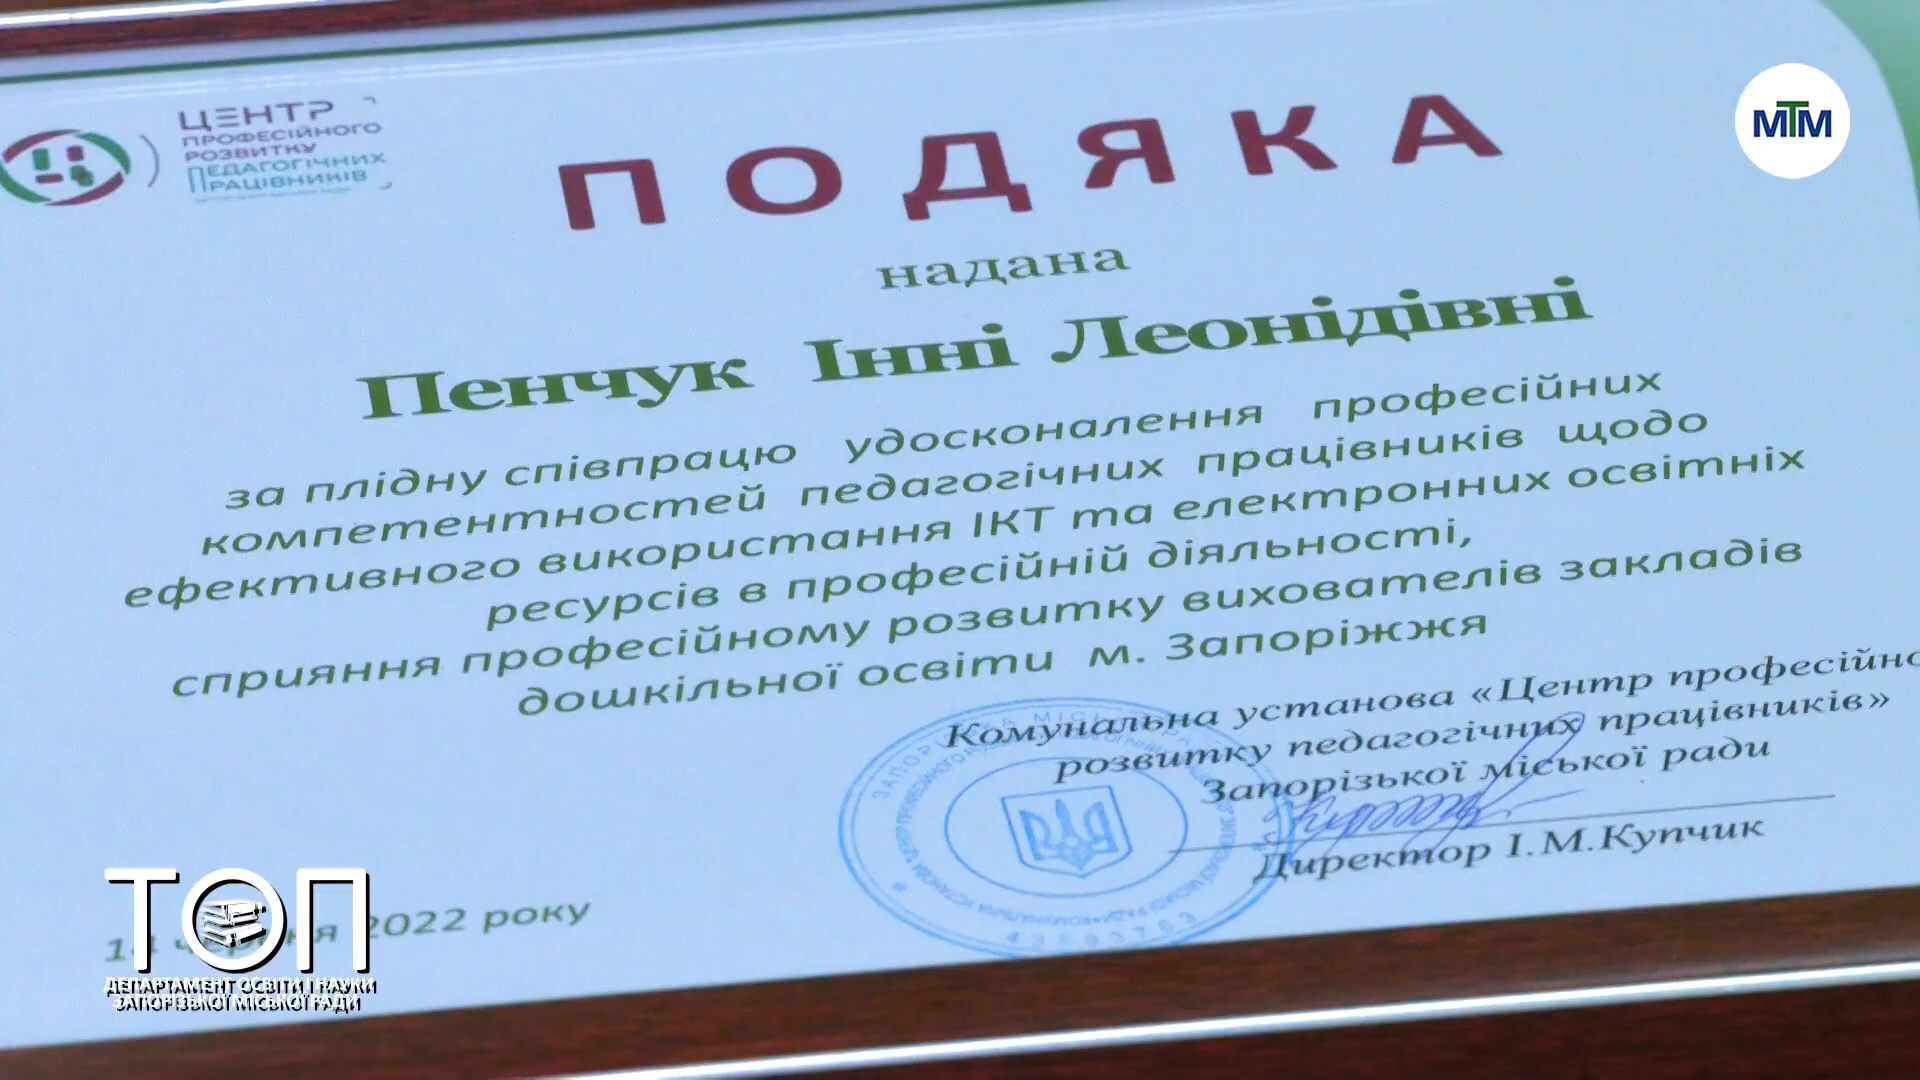 ЦЕНТР
ПРОФЕСІЙНОГО
РОЗВИТКУ
ПЕДАГОГІЧНИХ
ПРАЦІВНИКІВ
МТМ
ПОДЯКА
надана
Пенчук Інні Леонідівні
за плідну співпрацю удосконалення професійних
компетентностей педагогічних працівників щодо
ефективного використання ІКТ та електронних освітніх
ресурсів в професійній діяльності,
сприяння професійному розвитку вихователів закладів
дошкільної освіти м. Запоріжжя
Комунальна установа «Центр професійно
розвитку педагогічних працівників»
Запорізької міської ради
Директор І.М.Купчик
2022 року
ТОП
ДЕПАРТАМЕНТ ОСВІТИ І НАУКИ
ЗАПОРІЗЬКОЇ МІСЬКОЇ РАДИ